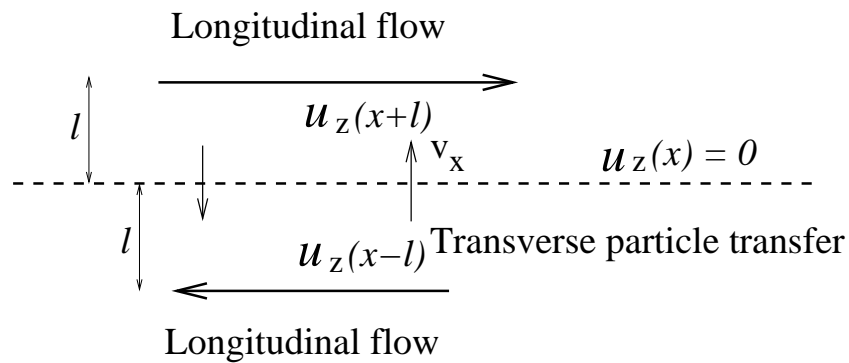 Longitudinal flow
l
u z(x+l)
v x
u z(x) = 0
l
u z(x−l)
Transverse particle transfer
Longitudinal flow